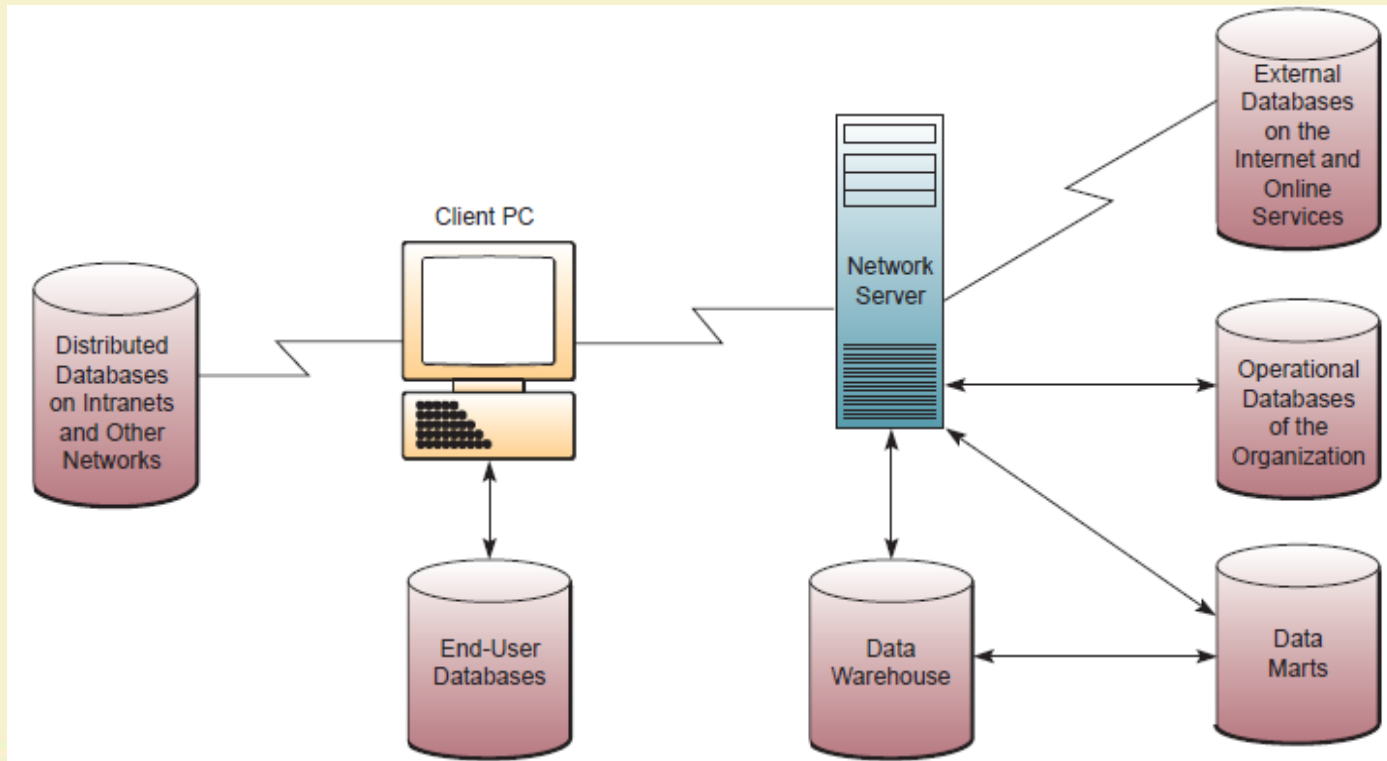 External
Databases
on the
Internet and
Online
Services
Client PC
Network
Server
Distributed
Databases
on Intranets
and Other
Networks
Operational
Databases
of the
Organization
End-User
Databases
Data
Warehouse
Data
Marts